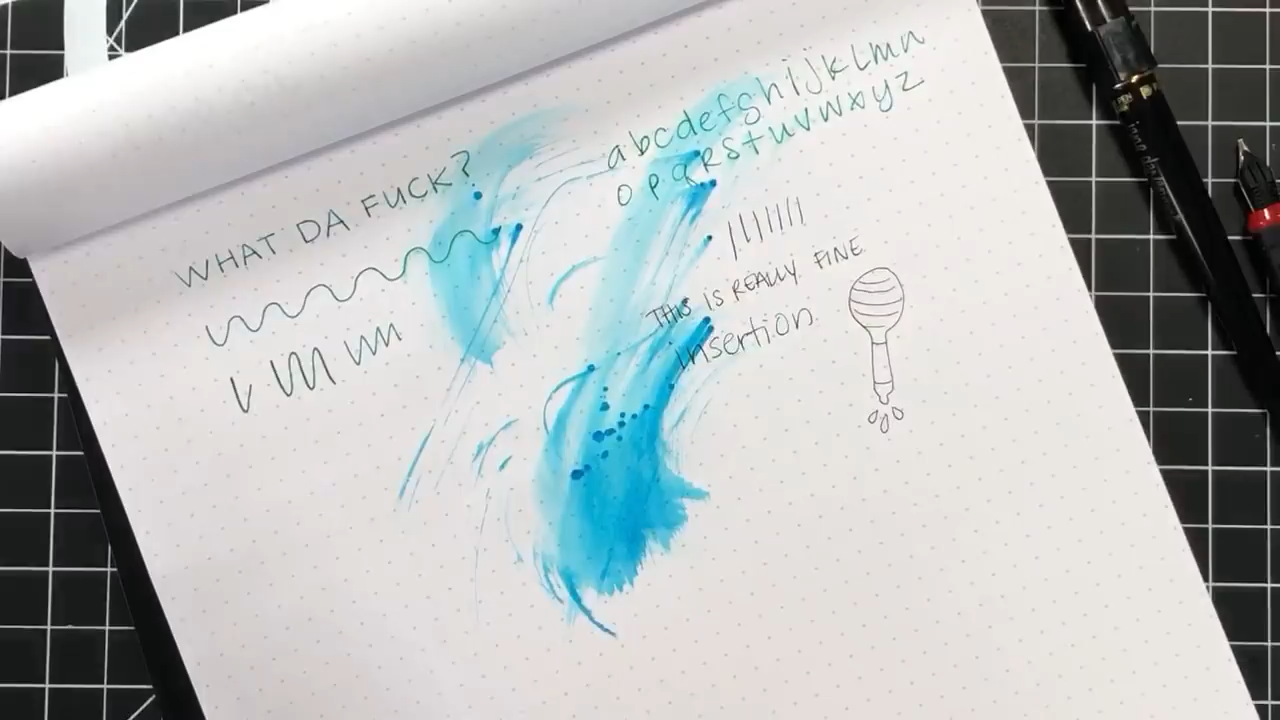 WHAT DA FUCK?
abcdefghijklmn
opqrstuvwxyz
THIS IS REALLY FINE
insertion